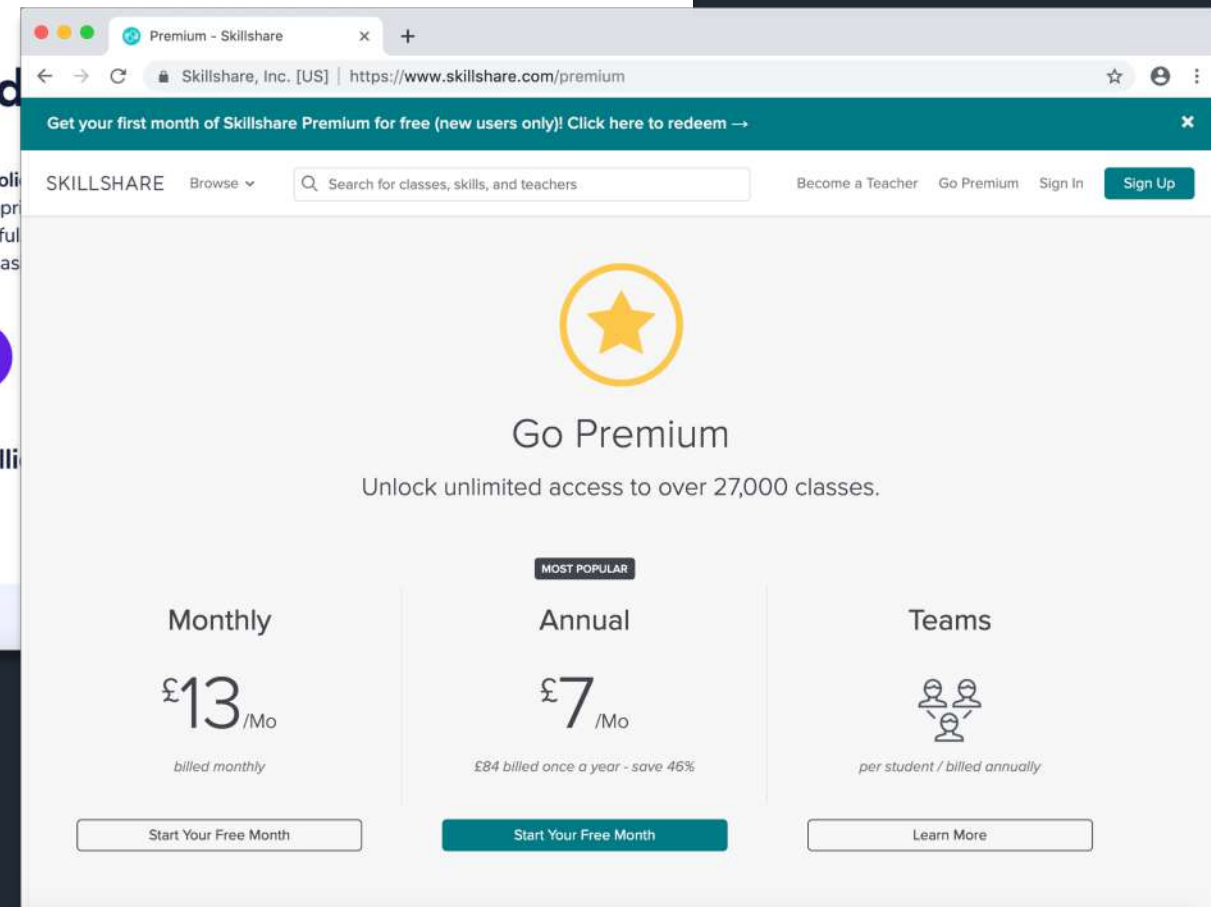 Premium - Skillshare
Skillshare, Inc. [US] | https://www.skillshare.com/premium
Get your first month of Skillshare Premium for free (new users only)! Click here to redeem →
SKILLSHARE Browse Search for classes, skills, and teachers Become a Teacher Go Premium Sign In Sign Up
Go Premium
Unlock unlimited access to over 27,000 classes.
MOST POPULAR
Monthly Annual Teams
£13/Mo £7/Mo
billed monthly £84 billed once a year - save 46% per student / billed annually
Start Your Free Month Start Your Free Month Learn More